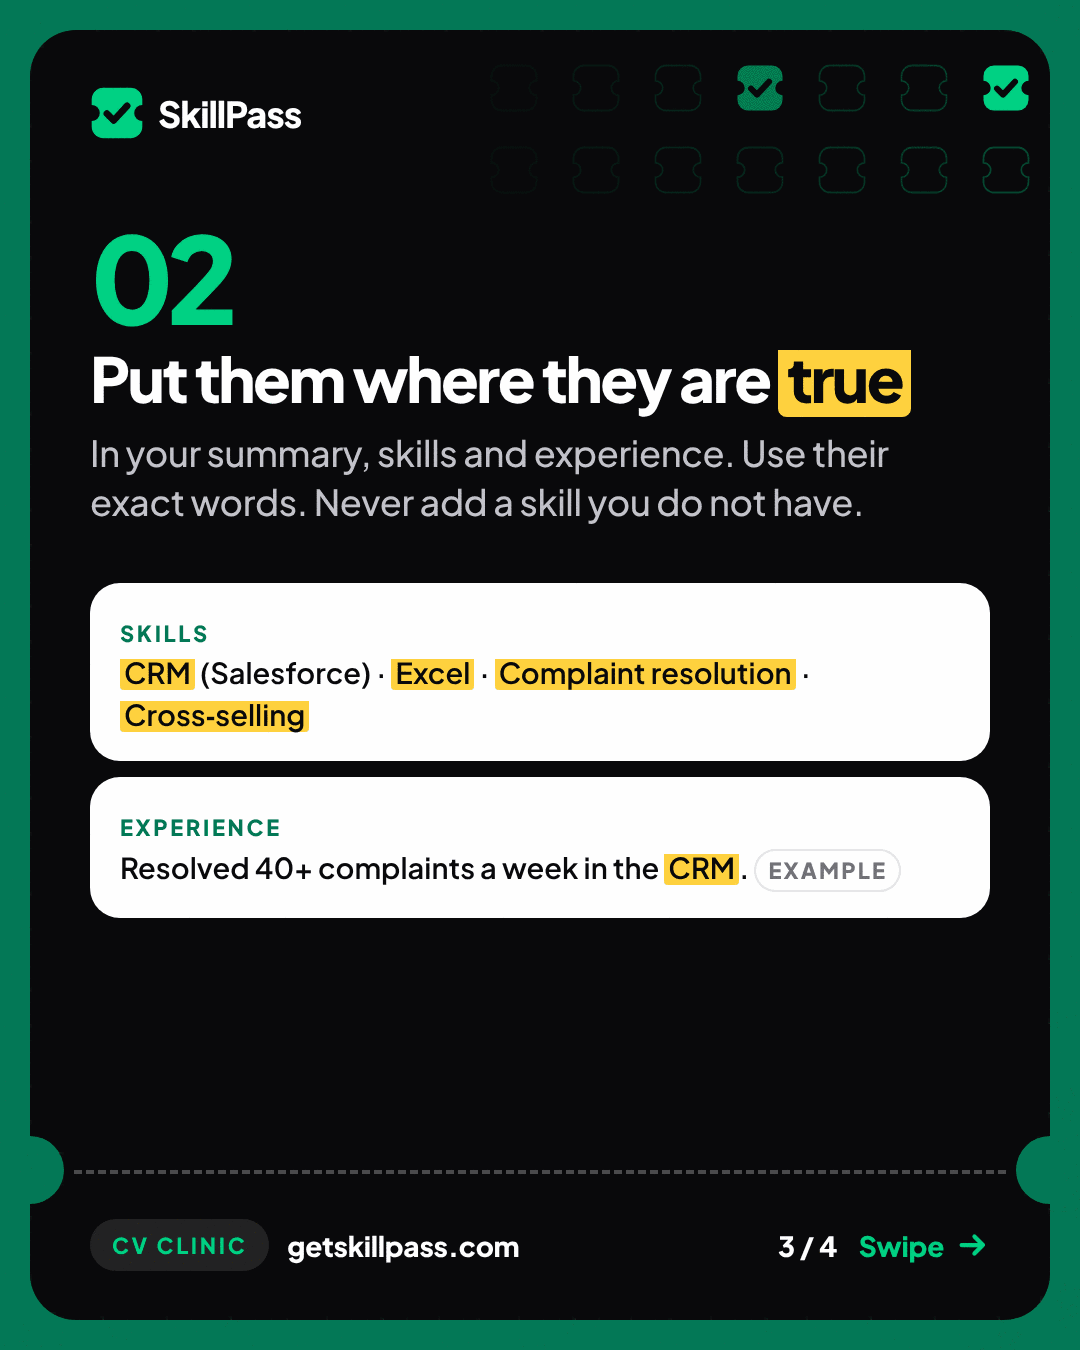 SkillPass
02
Put them where they are true
In your summary, skills and experience. Use their
exact words. Never add a skill you do not have.
SKILLS
CRM (Salesforce) · Excel · Complaint resolution ·
Cross-selling
EXPERIENCE
Resolved 40+ complaints a week in the CRM. EXAMPLE
CV CLINIC getskillpass.com 3 / 4 Swipe →